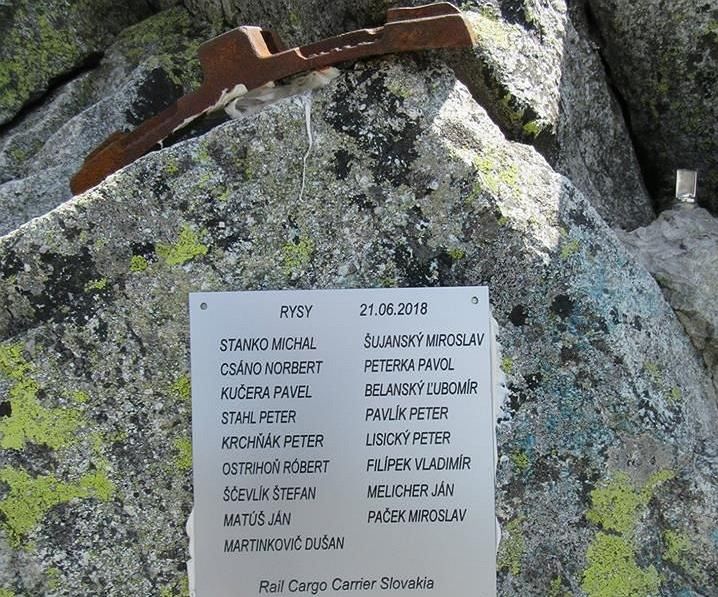 RYSY 21.06.2018
STANKO MICHAL ŠUJANSKÝ MIROSLAV
CSÁNO NORBERT PETERKA PAVOL
KUČERA PAVEL BELANSKÝ ĽUBOMÍR
STAHL PETER PAVLÍK PETER
KRCHŇÁK PETER LISICKÝ PETER
OSTRIHOŇ RÓBERT FILÍPEK VLADIMÍR
ŠČEVLÍK ŠTEFAN MELICHER JÁN
MATÚŠ JÁN PAČEK MIROSLAV
MARTINKOVIČ DUŠAN
Rail Cargo Carrier Slovakia